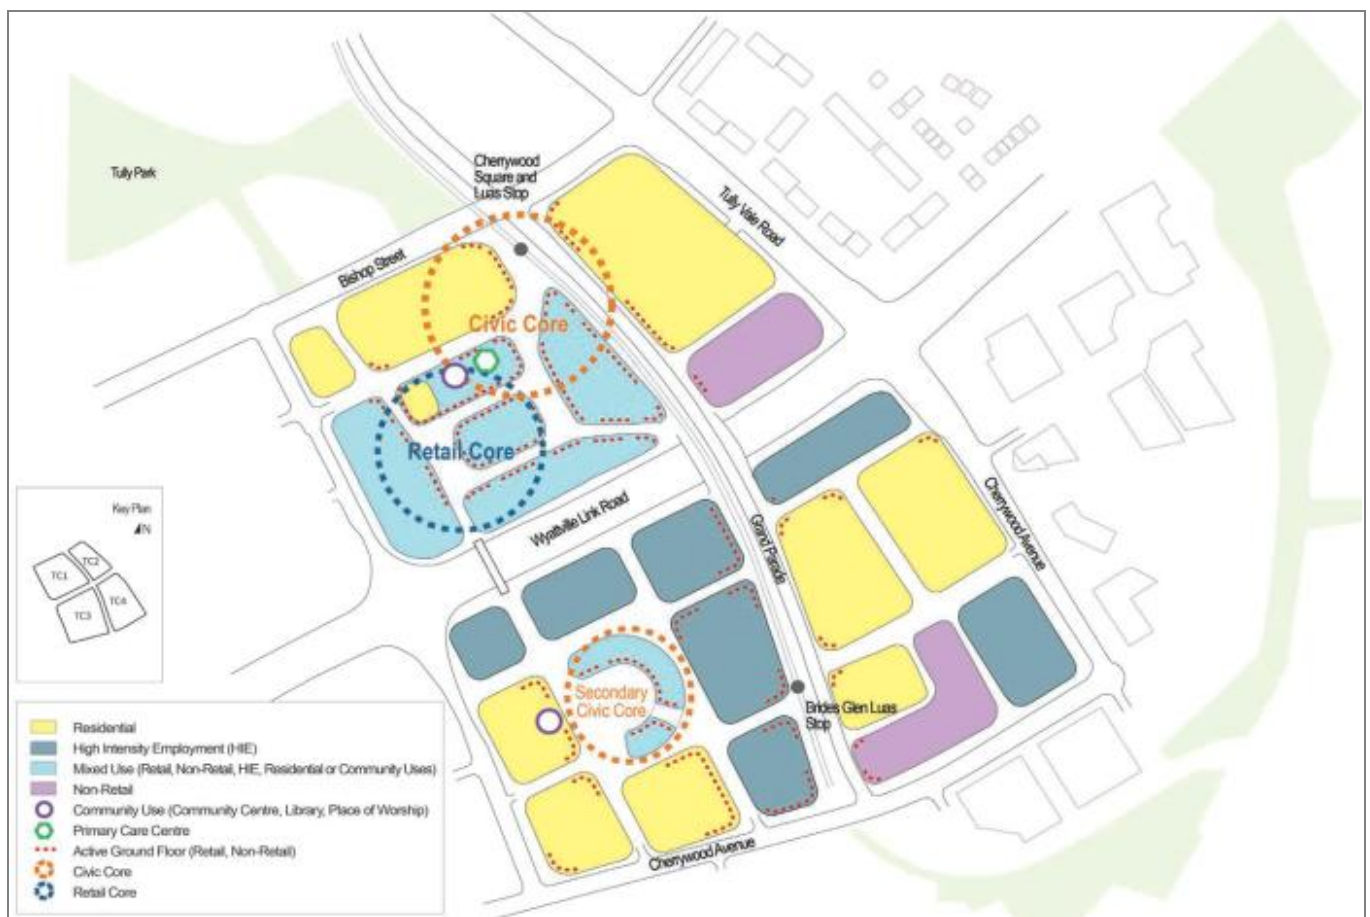 Tully Park
Cherrywood
Square and
Luas Stop
Tully Vale Road
Bishop Street
Civic Core
Retail Core
Wyattville Link Road
Grand Parade
Cherrywood Avenue
Key Plan
N
TC1
TC2
TC3
TC4
Secondary
Civic Core
Brides Glen Luas
Stop
Cherrywood Avenue
Residential
High Intensity Employment (HIE)
Mixed Use (Retail, Non-Retail, HIE, Residential or Community Uses)
Non-Retail
Community Use (Community Centre, Library, Place of Worship)
Primary Care Centre
Active Ground Floor (Retail, Non-Retail)
Civic Core
Retail Core